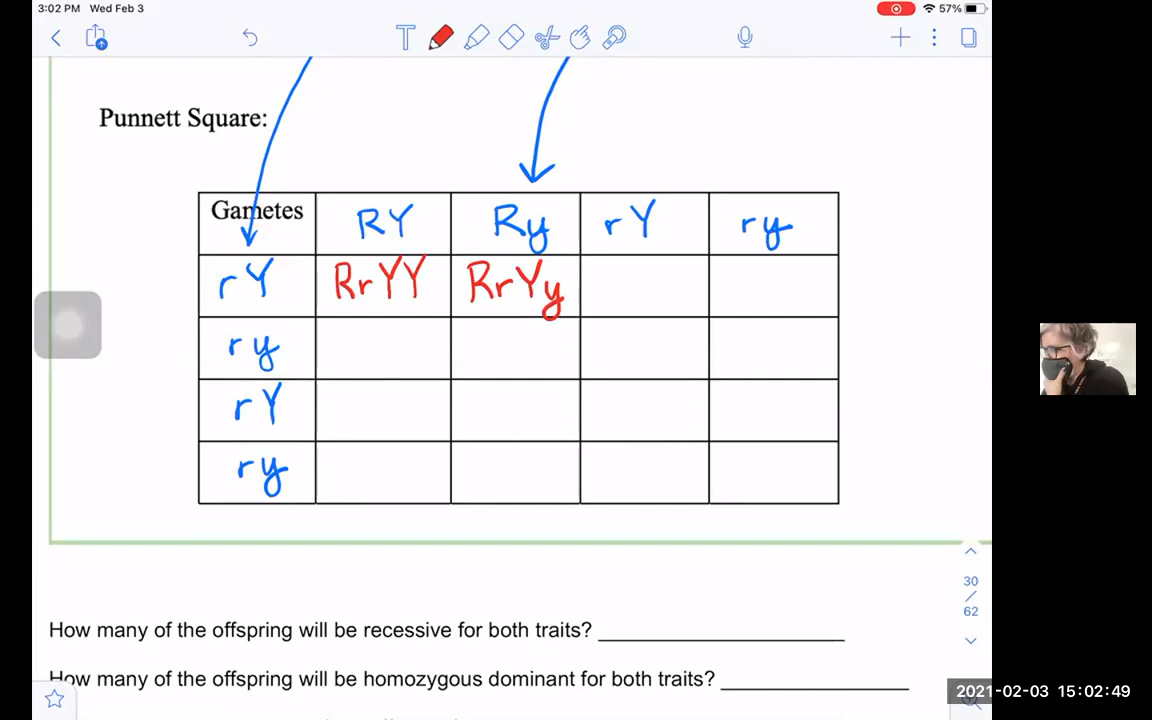 3:02 PM Wed Feb 3 57%
Punnett Square:
Gametes RY Ry rY ry
rY RrYY RrYy
ry
rY
ry
30
/
62
How many of the offspring will be recessive for both traits?
How many of the offspring will be homozygous dominant for both traits?
2021-02-03 15:02:49